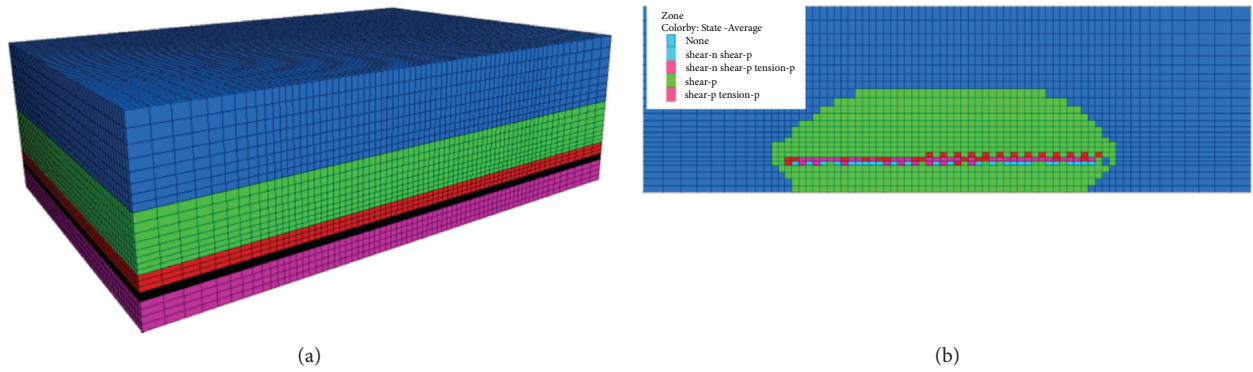 Zone
Colorby: State -Average
None
shear-n shear-p
shear-n shear-p tension-p
shear-p
shear-p tension-p
(a)
(b)